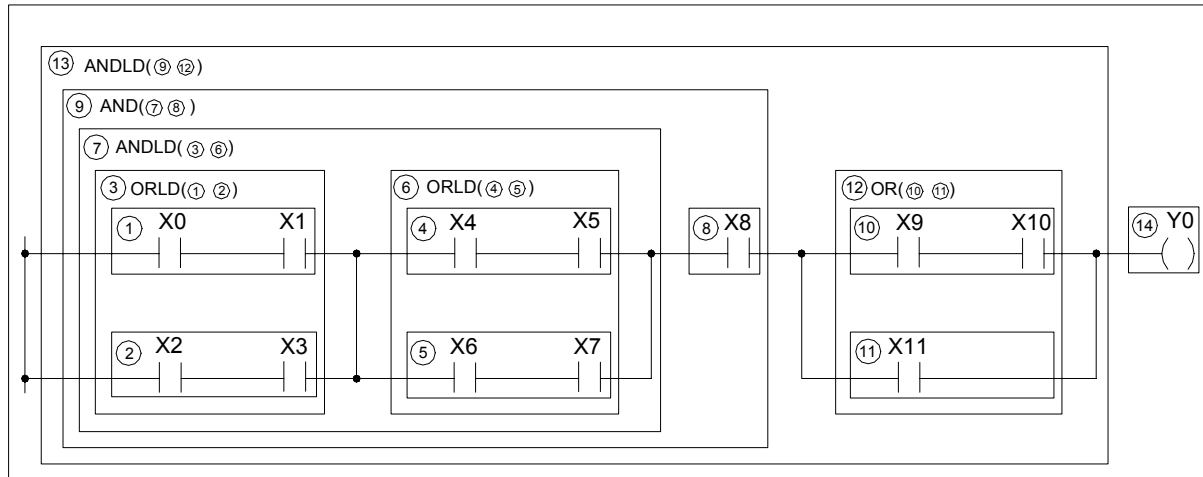 ⑬ ANDLD(⑨ ⑫)
⑨ AND(⑦ ⑧)
⑦ ANDLD(③ ⑥)
③ ORLD(① ②)
⑥ ORLD(④ ⑤)
⑫ OR(⑩ ⑪)
① X0 X1
④ X4 X5
⑧ X8
⑩ X9 X10
⑭ Y0
② X2 X3
⑤ X6 X7
⑪ X11